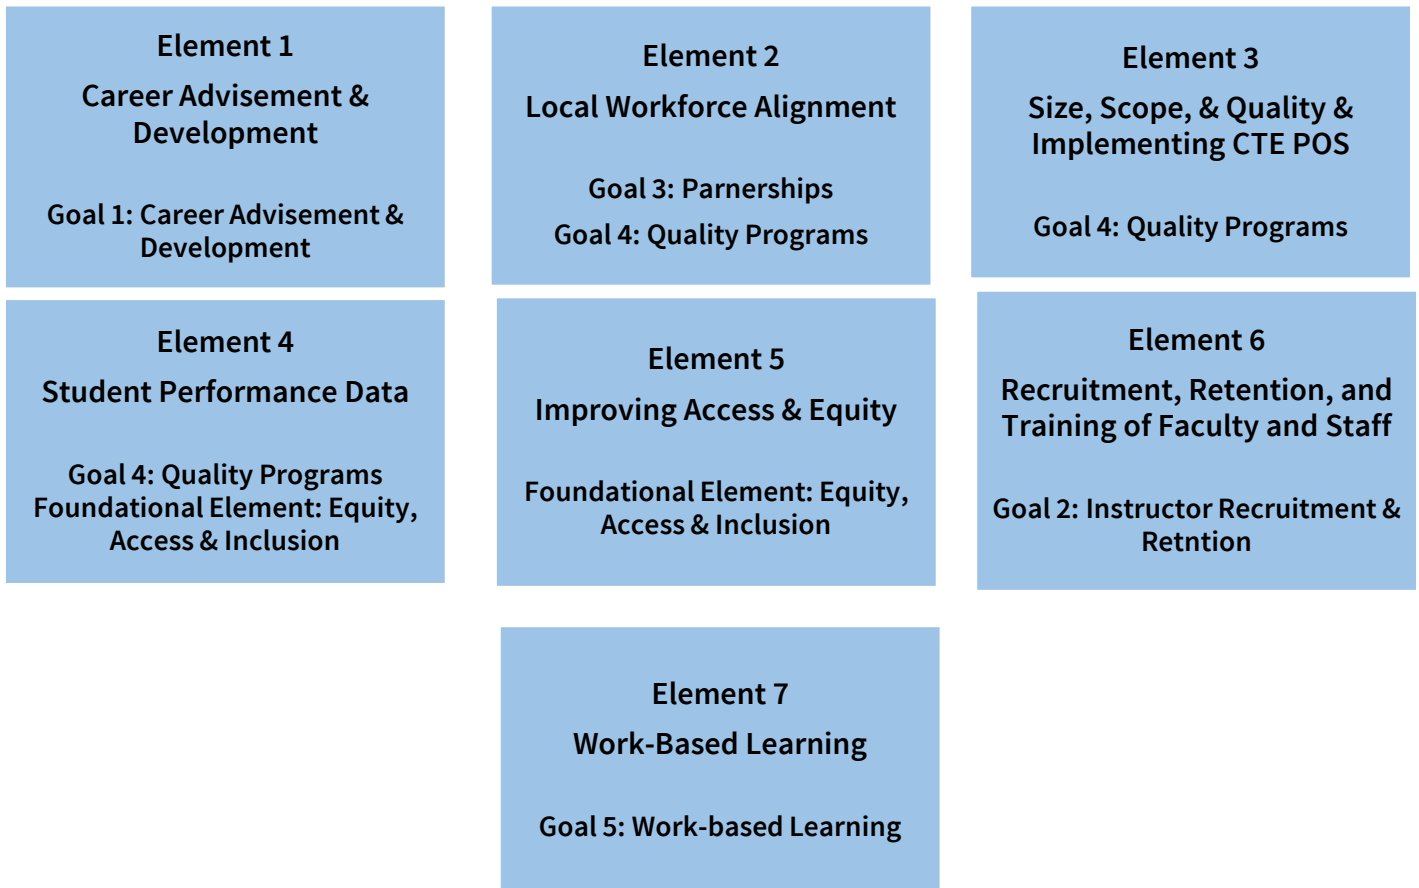 Element 1
Career Advisement &
Development
Goal 1: Career Advisement &
Development
Element 2
Local Workforce Alignment
Goal 3: Parnerships
Goal 4: Quality Programs
Element 3
Size, Scope, & Quality &
Implementing CTE POS
Goal 4: Quality Programs
Element 4
Student Performance Data
Goal 4: Quality Programs
Foundational Element: Equity,
Access & Inclusion
Element 5
Improving Access & Equity
Foundational Element: Equity,
Access & Inclusion
Element 6
Recruitment, Retention, and
Training of Faculty and Staff
Goal 2: Instructor Recruitment &
Retntion
Element 7
Work-Based Learning
Goal 5: Work-based Learning